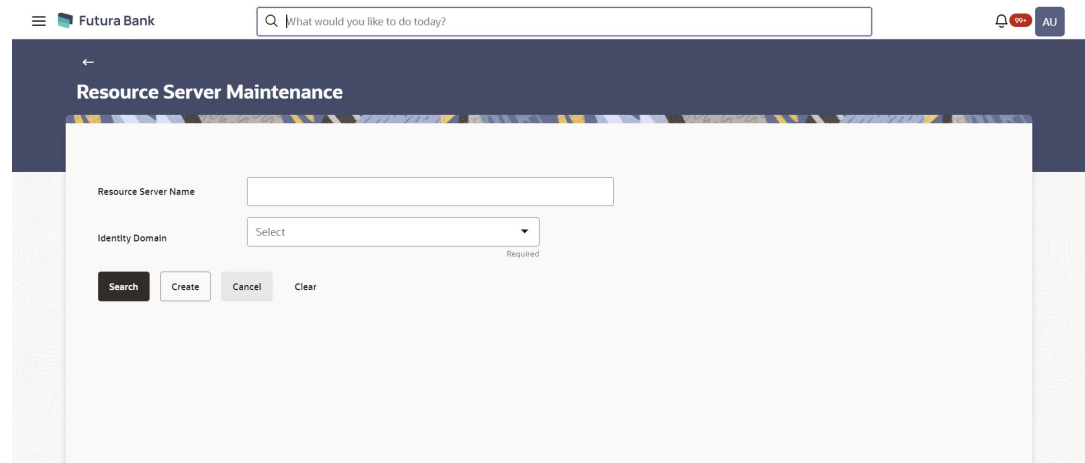 Futura Bank
What would you like to do today?
99+
AU
Resource Server Maintenance
Resource Server Name
Identity Domain
Select
Required
Search
Create
Cancel
Clear